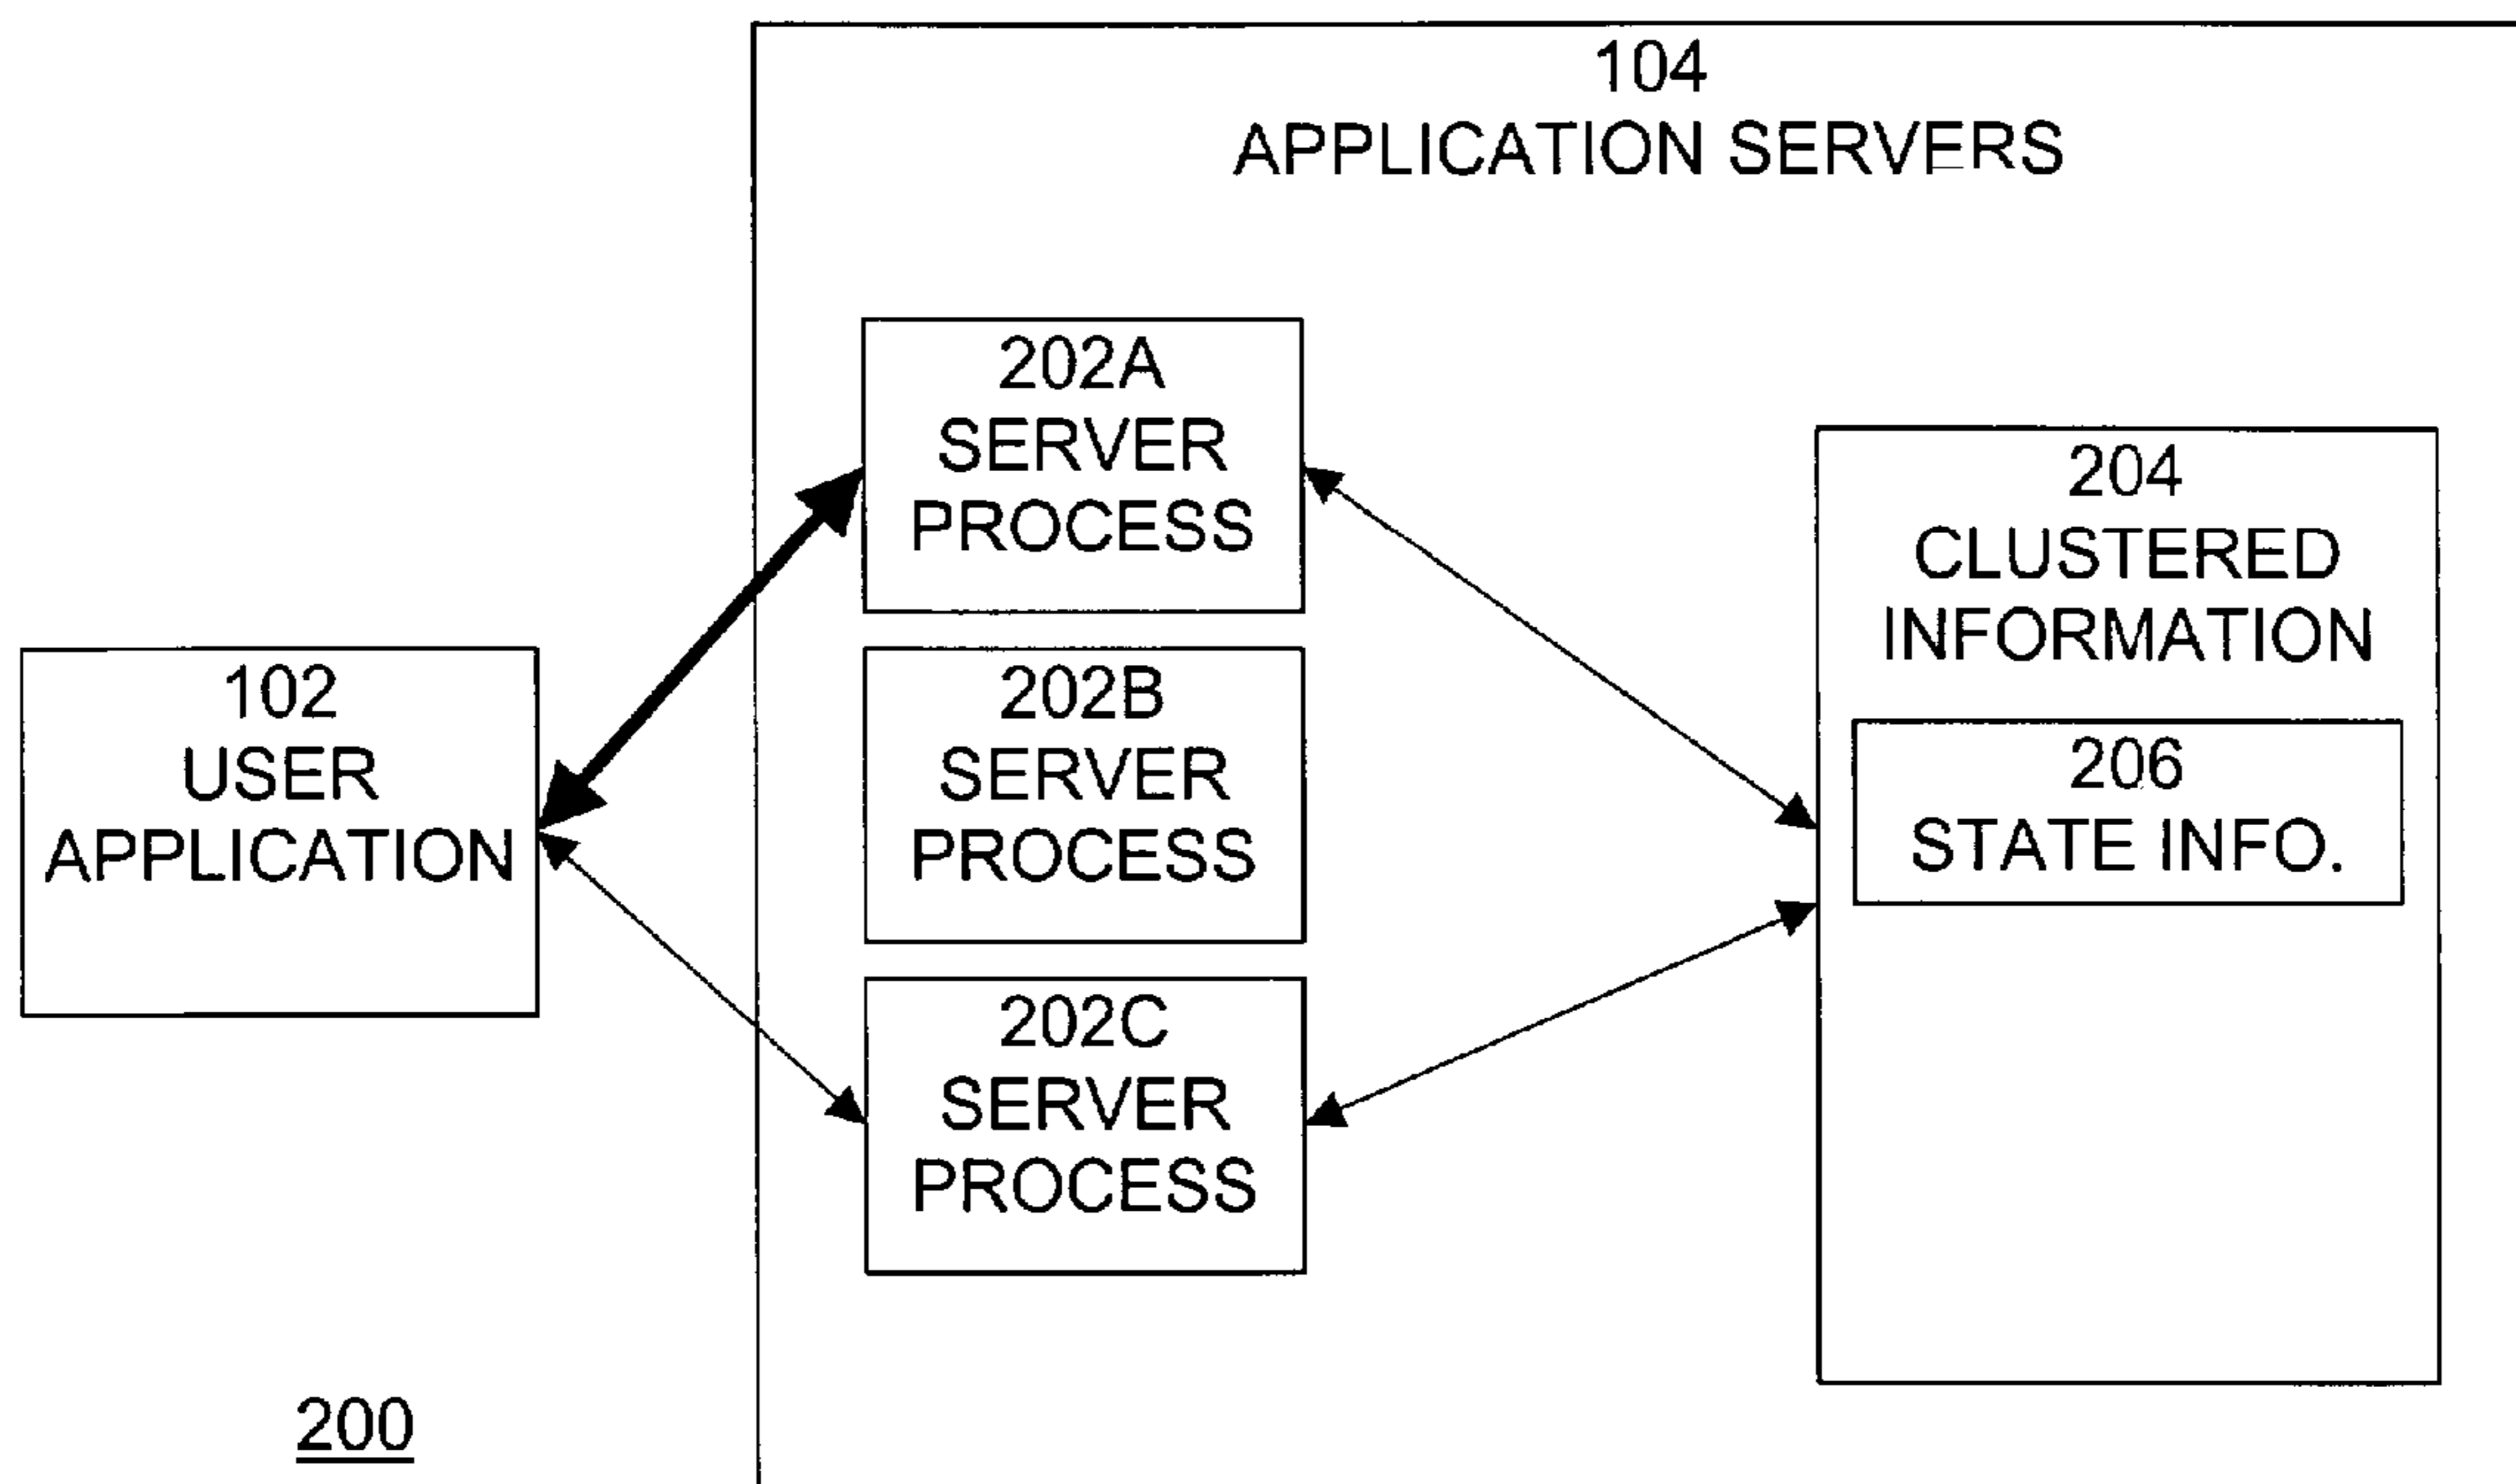 104
APPLICATION SERVERS
202A
SERVER
PROCESS
204
CLUSTERED
INFORMATION
102
USER
APPLICATION
202B
SERVER
PROCESS
206
STATE INFO.
202C
SERVER
PROCESS
200